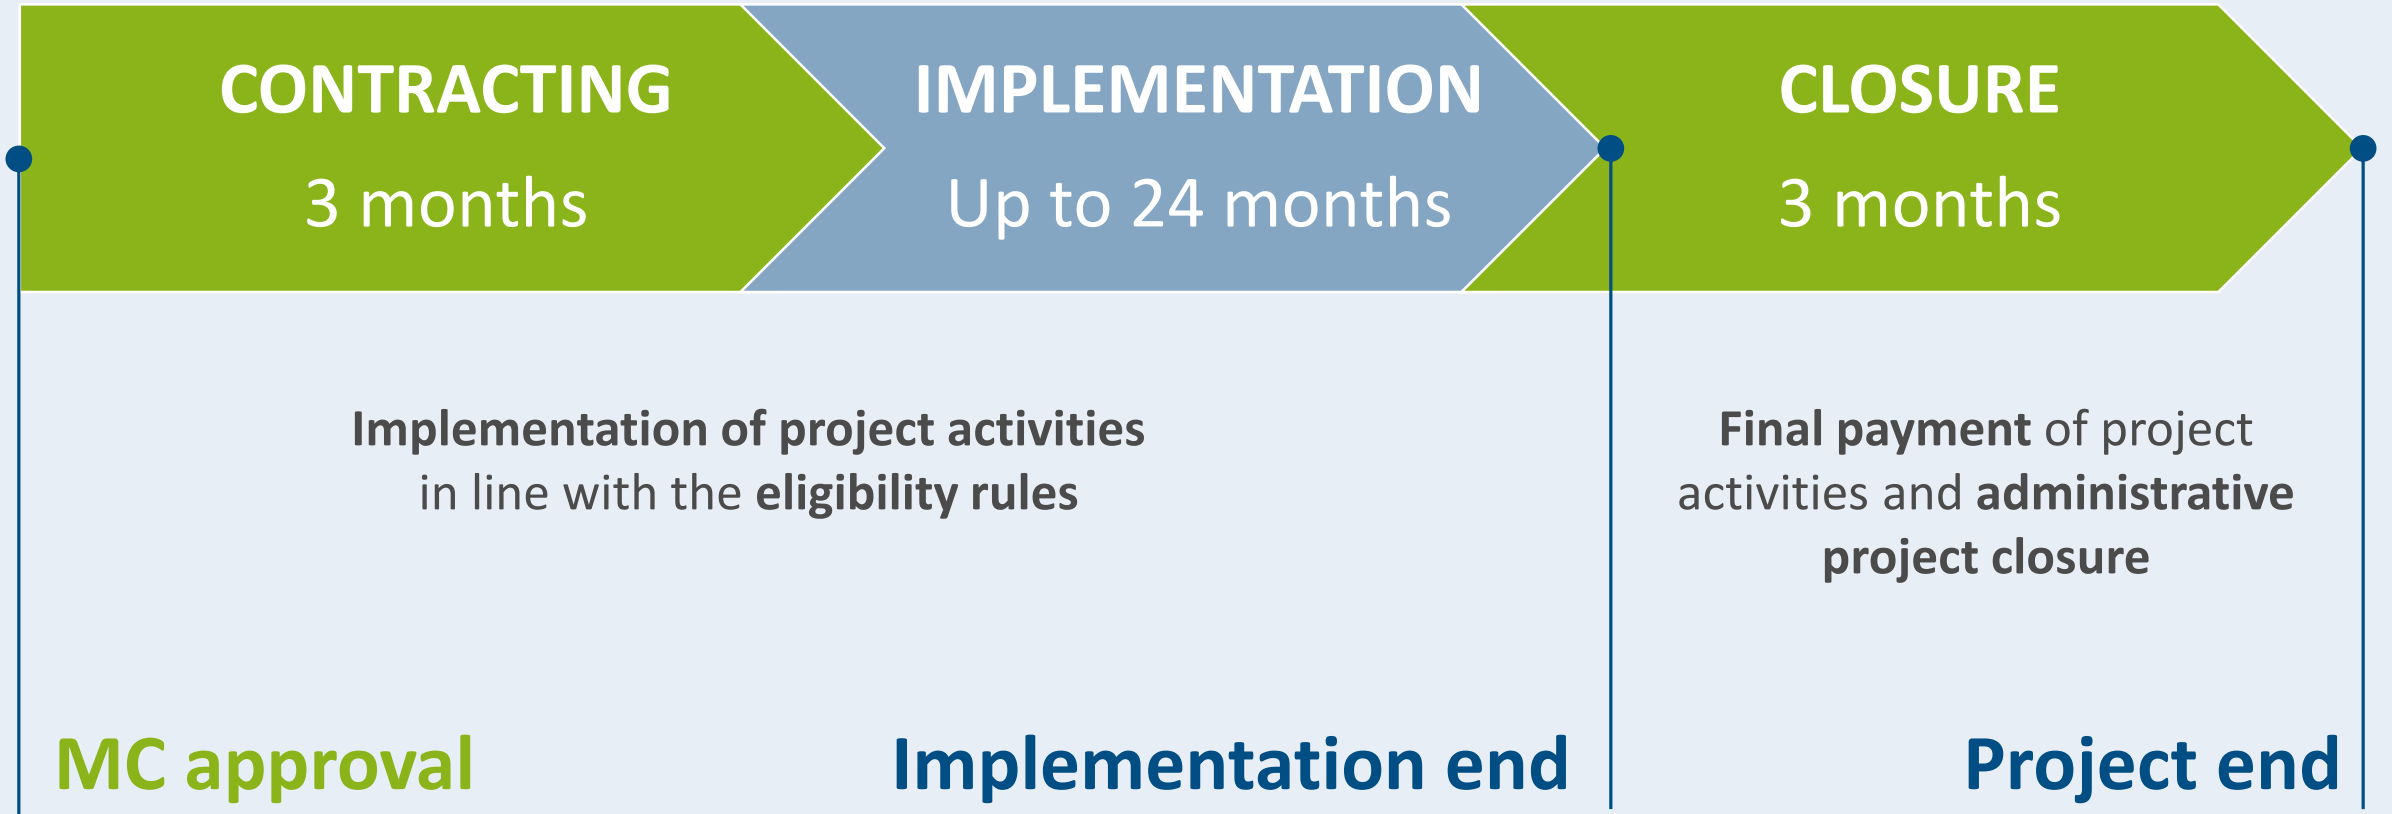 CONTRACTING
3 months
IMPLEMENTATION
Up to 24 months
CLOSURE
3 months
Implementation of project activities
in line with the eligibility rules
Final payment of project
activities and administrative
project closure
MC approval
Implementation end
Project end